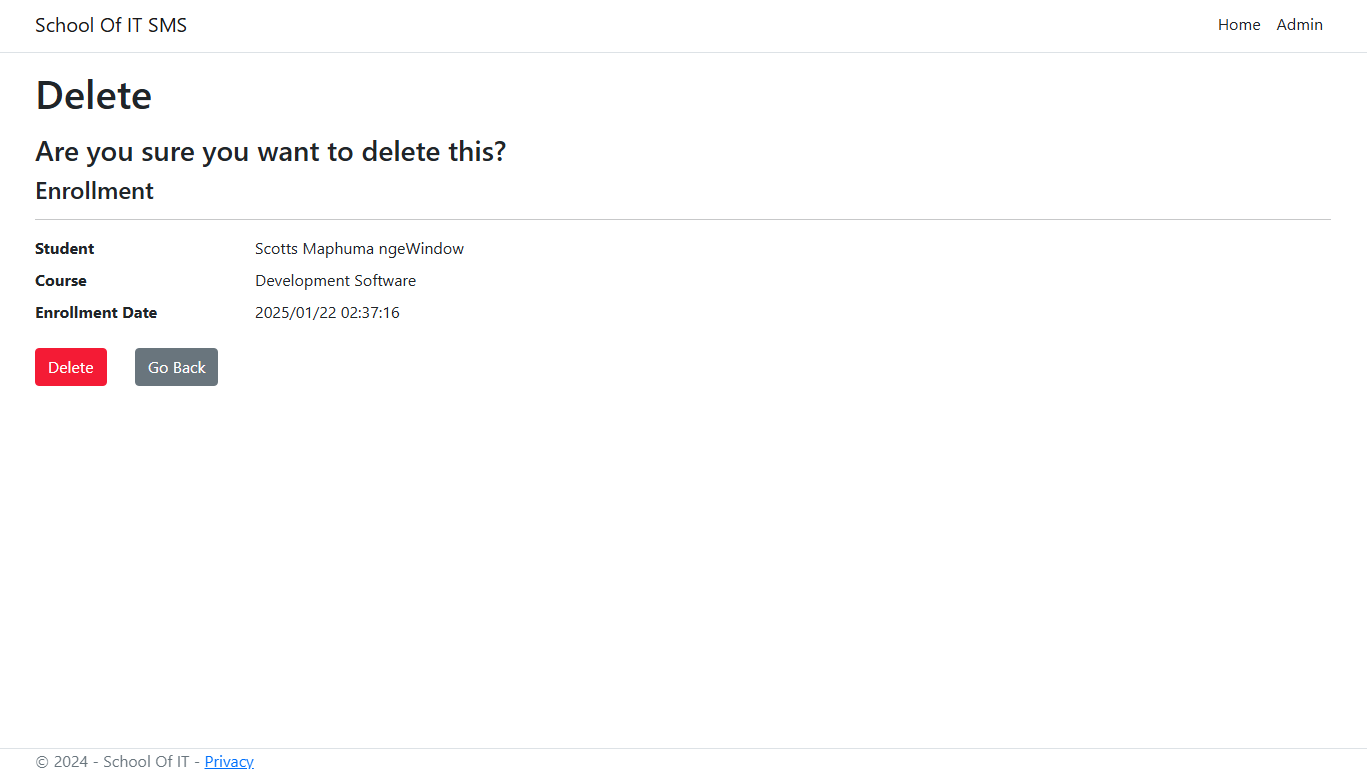 School Of IT SMS Home Admin
Delete
Are you sure you want to delete this?
Enrollment
Student Scotts Maphuma ngeWindow
Course Development Software
Enrollment Date 2025/01/22 02:37:16
Delete Go Back
© 2024 - School Of IT - Privacy